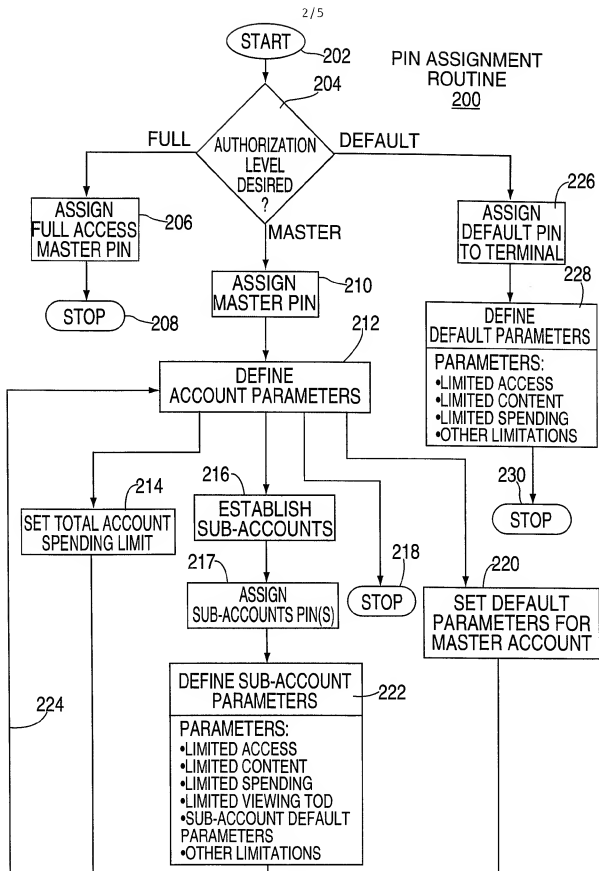 2/5
START
202
PIN ASSIGNMENT
ROUTINE
200
204
FULL
AUTHORIZATION
LEVEL
DESIRED
?
DEFAULT
MASTER
ASSIGN
FULL ACCESS
MASTER PIN
206
STOP
208
ASSIGN
MASTER PIN
210
226
ASSIGN
DEFAULT PIN
TO TERMINAL
228
DEFINE
DEFAULT PARAMETERS
PARAMETERS:
•LIMITED ACCESS
•LIMITED CONTENT
•LIMITED SPENDING
•OTHER LIMITATIONS
230
STOP
212
DEFINE
ACCOUNT PARAMETERS
214
SET TOTAL ACCOUNT
SPENDING LIMIT
216
ESTABLISH
SUB-ACCOUNTS
217
ASSIGN
SUB-ACCOUNTS PIN(S)
218
STOP
220
SET DEFAULT
PARAMETERS FOR
MASTER ACCOUNT
222
DEFINE SUB-ACCOUNT
PARAMETERS
PARAMETERS:
•LIMITED ACCESS
•LIMITED CONTENT
•LIMITED SPENDING
•LIMITED VIEWING TOD
•SUB-ACCOUNT DEFAULT
PARAMETERS
•OTHER LIMITATIONS
224